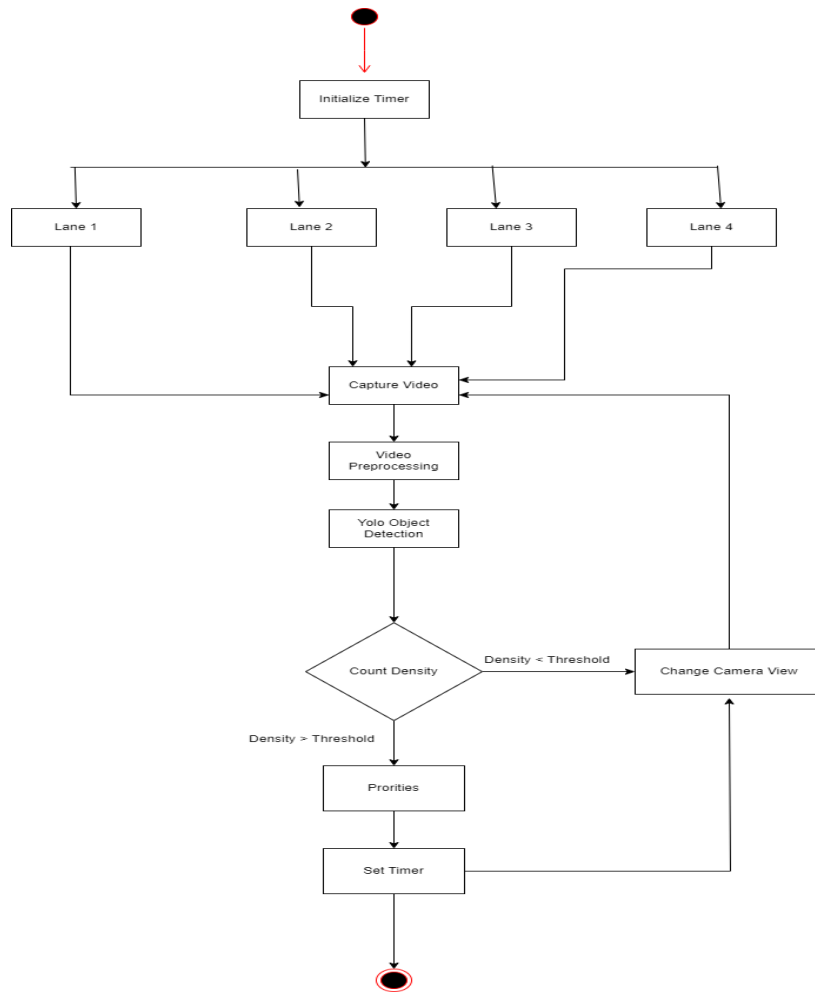 Initialize Timer
Lane 1
Lane 2
Lane 3
Lane 4
Capture Video
Video
Preprocessing
Yolo Object
Detection
Count Density
Density < Threshold
Change Camera View
Density > Threshold
Prorities
Set Timer